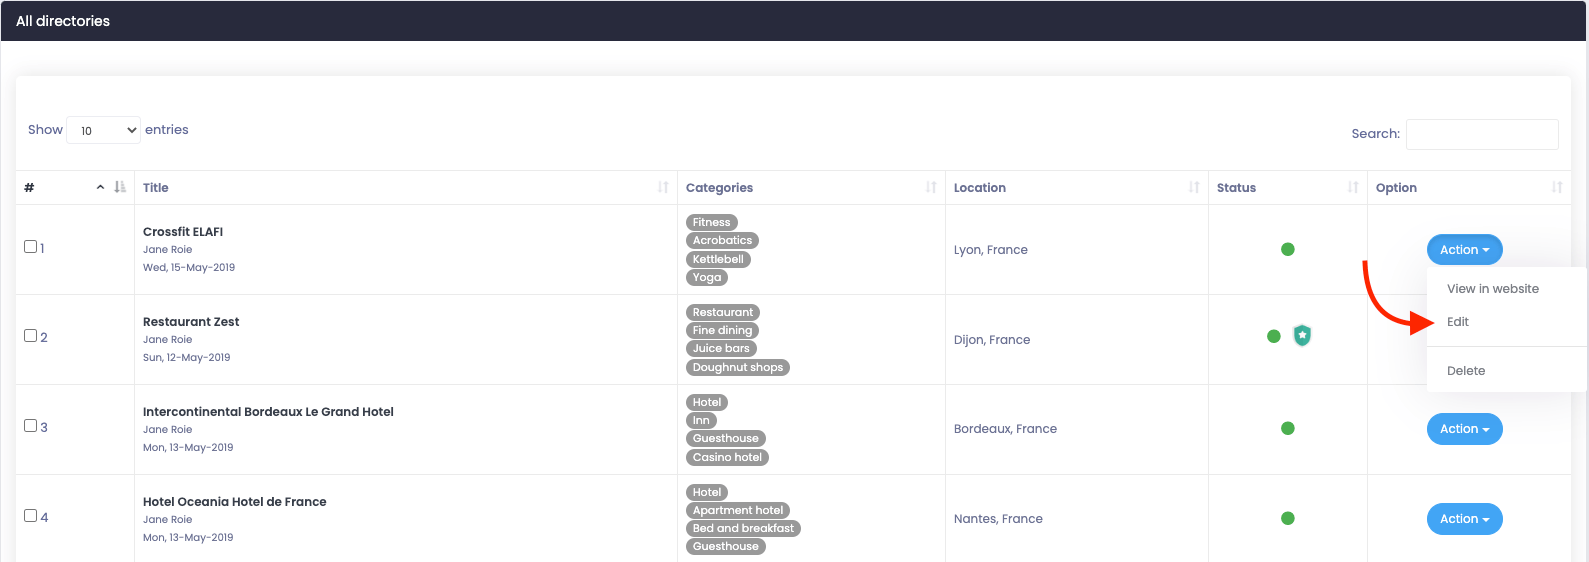 All directories
Show 10 entries
Search:
# Title Categories Location Status Option
1
Crossfit ELAFI
Jane Roie
Wed, 15-May-2019
Fitness
Acrobatics
Kettlebell
Yoga
Lyon, France
Action
View in website
Edit
Delete
2
Restaurant Zest
Jane Roie
Sun, 12-May-2019
Restaurant
Fine dining
Juice bars
Doughnut shops
Dijon, France
3
Intercontinental Bordeaux Le Grand Hotel
Jane Roie
Mon, 13-May-2019
Hotel
Inn
Guesthouse
Casino hotel
Bordeaux, France
Action
4
Hotel Oceania Hotel de France
Jane Roie
Mon, 13-May-2019
Hotel
Apartment hotel
Bed and breakfast
Guesthouse
Nantes, France
Action